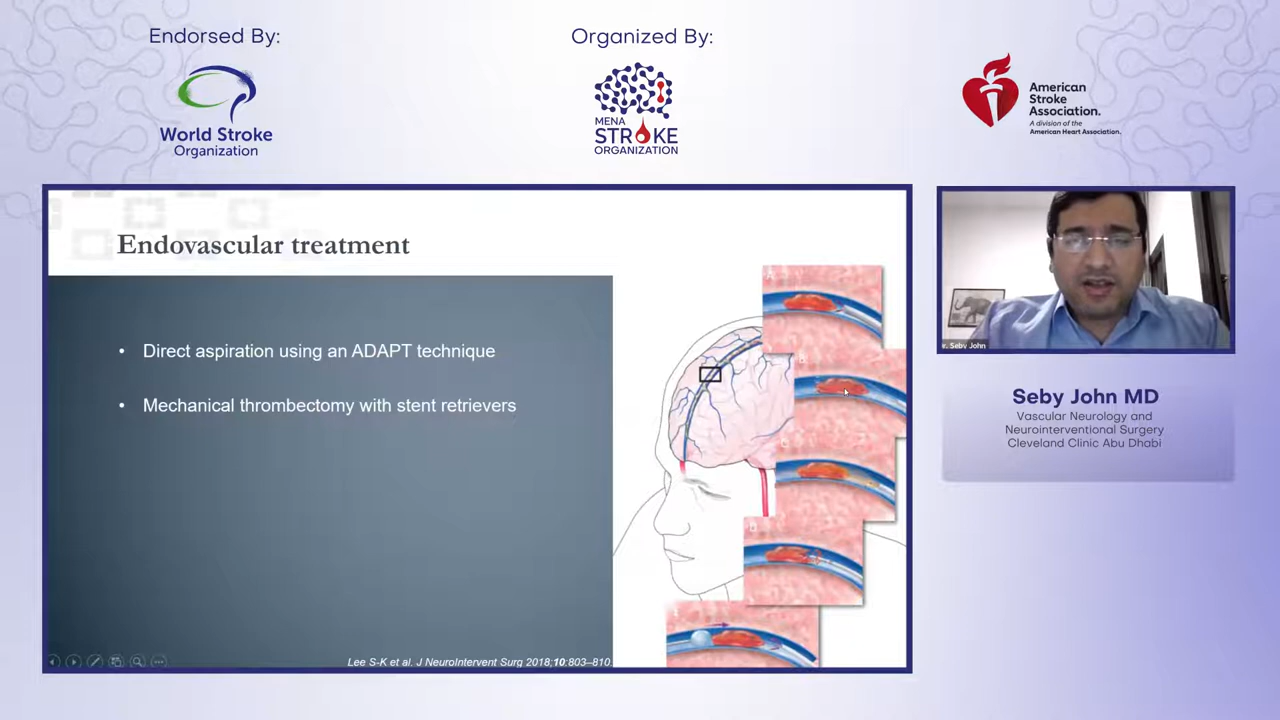 Endorsed By:
World Stroke
Organization
Organized By:
MENA
STROKE
ORGANIZATION
American
Stroke
Association.
A division of the
American Heart Association.
Endovascular treatment
• Direct aspiration using an ADAPT technique
• Mechanical thrombectomy with stent retrievers
Lee S-K et al. J NeuroIntervent Surg 2018;10:803–810.
r. Seby John
Seby John MD
Vascular Neurology and
Neurointerventional Surgery
Cleveland Clinic Abu Dhabi